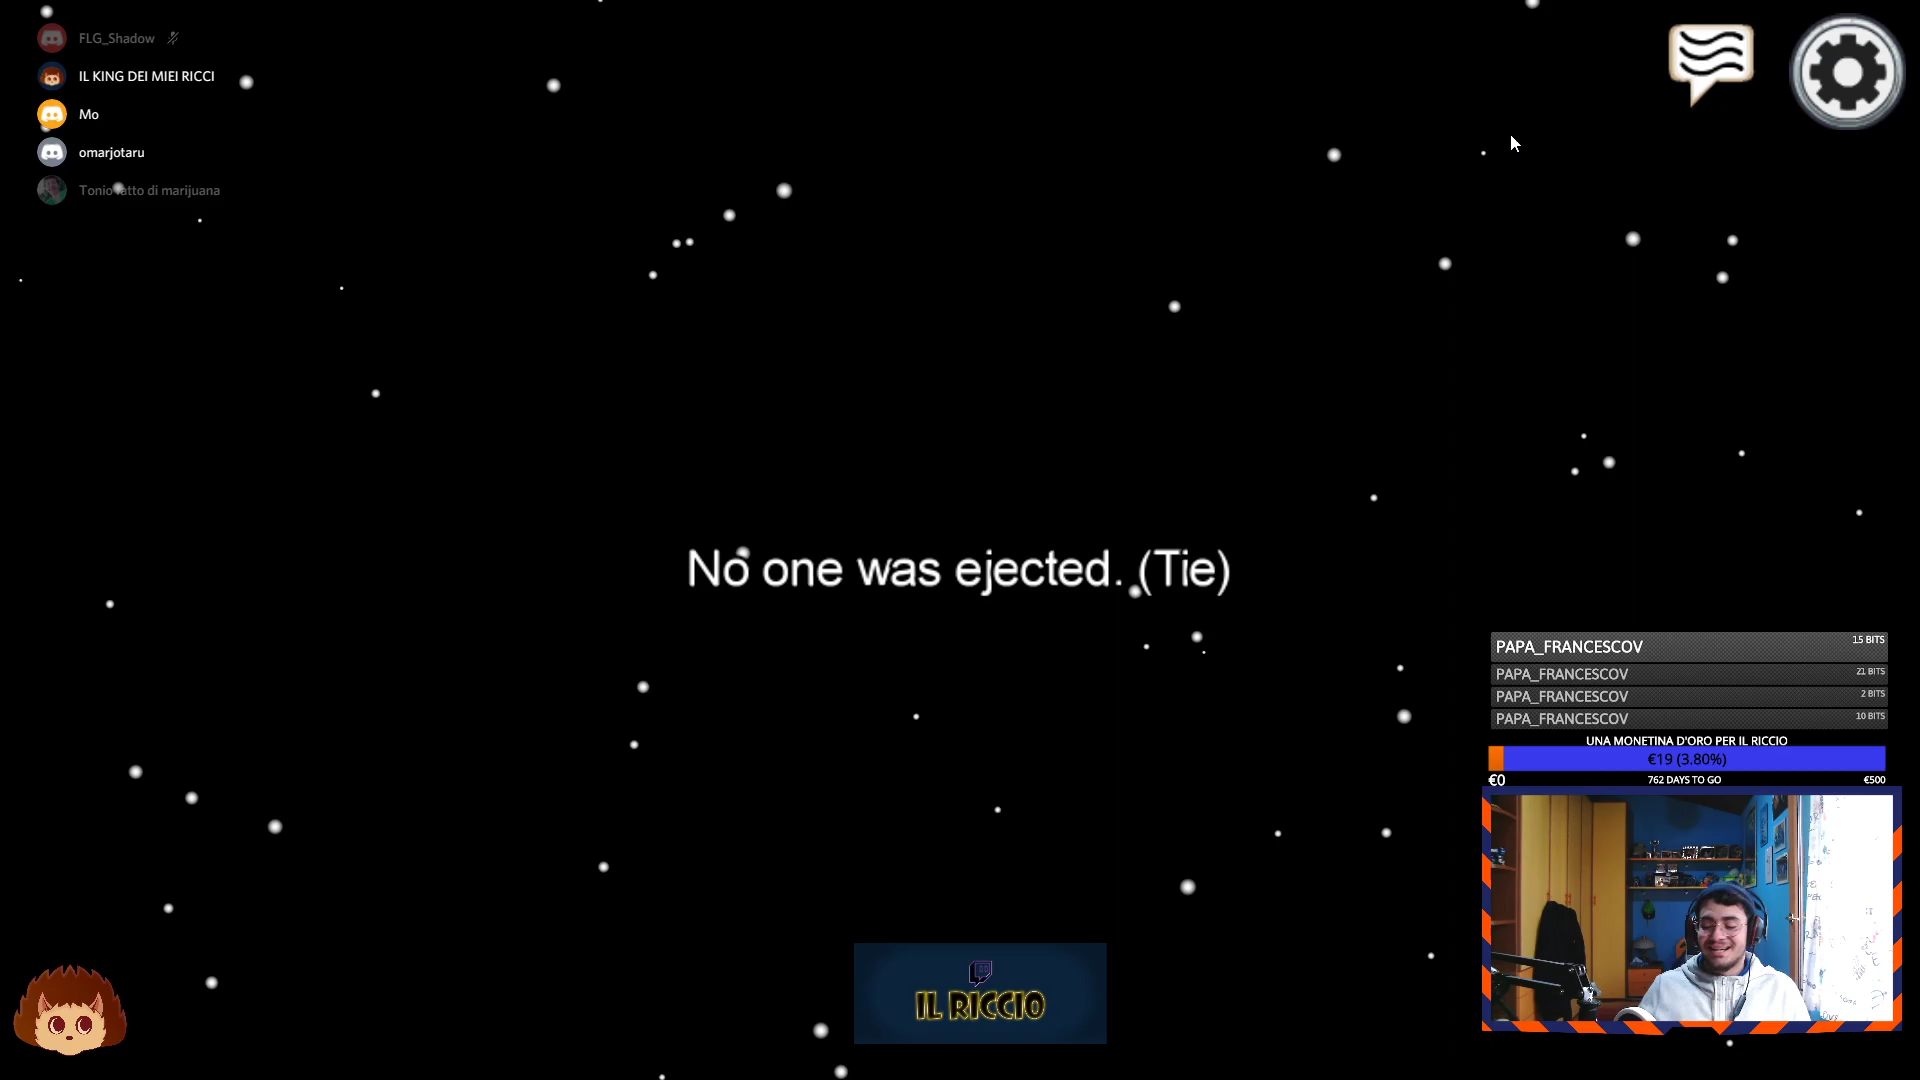 FLG_Shadow
IL KING DEI MIEI RICCI
Mo
omarjotaru
Tonio fatto di marijuana
No one was ejected. (Tie)
PAPA_FRANCESCOV 15 BITS
PAPA_FRANCESCOV 21 BITS
PAPA_FRANCESCOV 2 BITS
PAPA_FRANCESCOV 10 BITS
UNA MONETINA D'ORO PER IL RICCIO
€19 (3.80%)
€0 762 DAYS TO GO €500
IL RICCIO